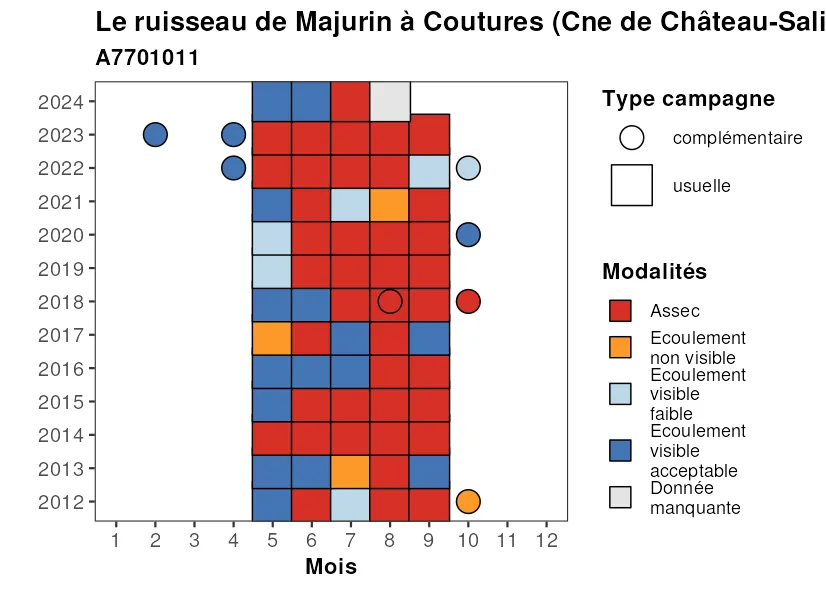 Le ruisseau de Majurin à Coutures (Cne de Château-Sali
A7701011
2024
2023
2022
2021
2020
2019
2018
2017
2016
2015
2014
2013
2012
1 2 3 4 5 6 7 8 9 10 11 12
Mois
Type campagne
complémentaire
usuelle
Modalités
Assec
Ecoulement
non visible
Ecoulement
visible
faible
Ecoulement
visible
acceptable
Donnée
manquante